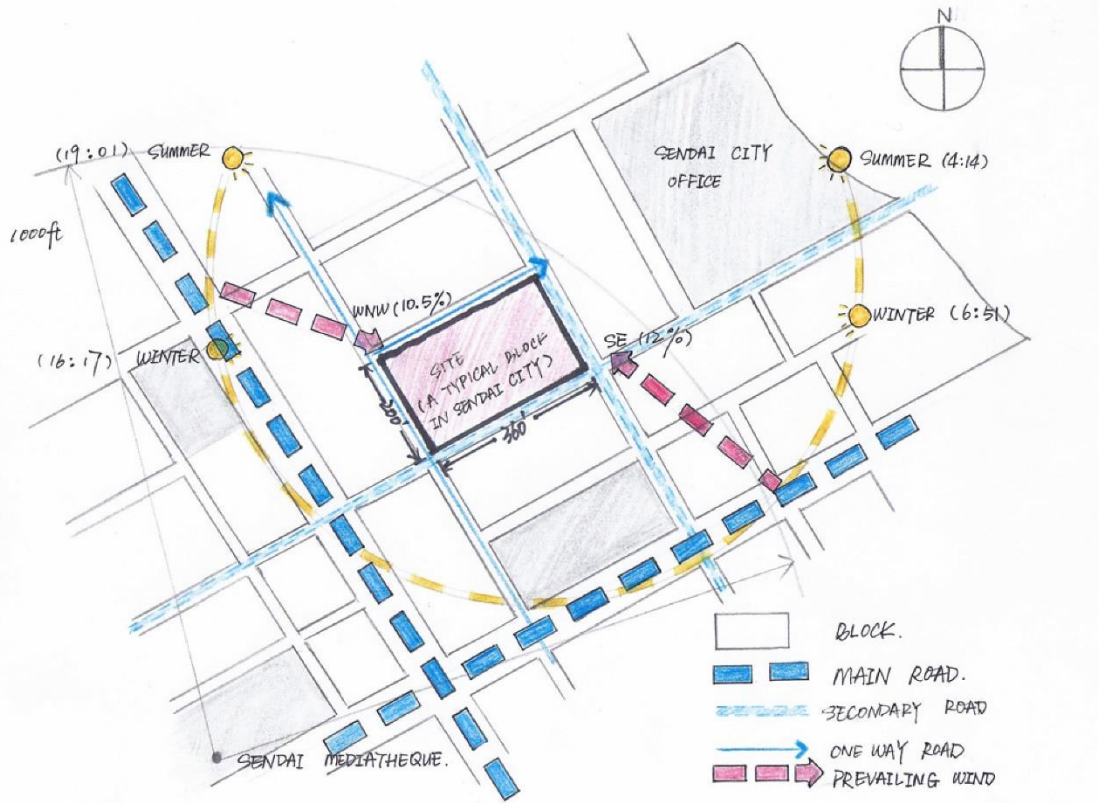 N
(19:01) SUMMER
SENDAI CITY
OFFICE
SUMMER (4:14)
1000ft
WNW (10.5%)
WINTER (6:51)
SE (12%)
(16:17) WINTER
SITE
(A TYPICAL BLOCK
IN SENDAI CITY)
200'
360'
BLOCK.
MAIN ROAD.
SECONDARY ROAD
ONE WAY ROAD
PREVAILING WIND
SENDAI MEDIATHEQUE.